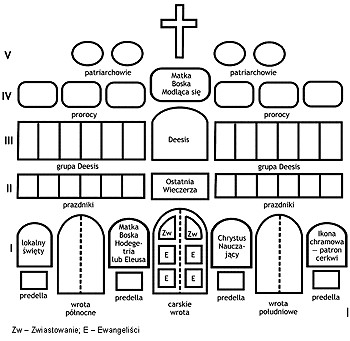 V
patriarchowie
patriarchowie
Matka
Boska
Modląca się
IV
prorocy
prorocy
III
Deesis
grupa Deesis
grupa Deesis
II
Ostatnia
Wieczerza
prazdniki
prazdniki
I
lokalny
święty
Matka
Boska
Hodege-
tria
lub Eleusa
Zw
Zw
E
E
E
E
Chrystus
Naucza-
jący
Ikona
chramowa
– patron
cerkwi
predella
wrota
północne
predella
carskie
wrota
predella
wrota
południowe
predella
I
Zw – Zwiastowanie; E – Ewangeliści